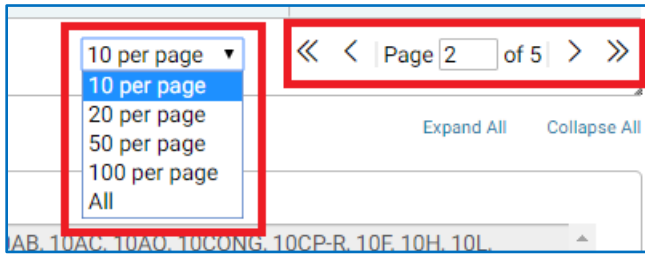 10 per page ▼ « < Page 2 of 5 > »
10 per page
20 per page
50 per page
100 per page
All
Expand All Collapse All
10AC, 10AO, 10CONG, 10CP-R, 10F, 10H, 10L,